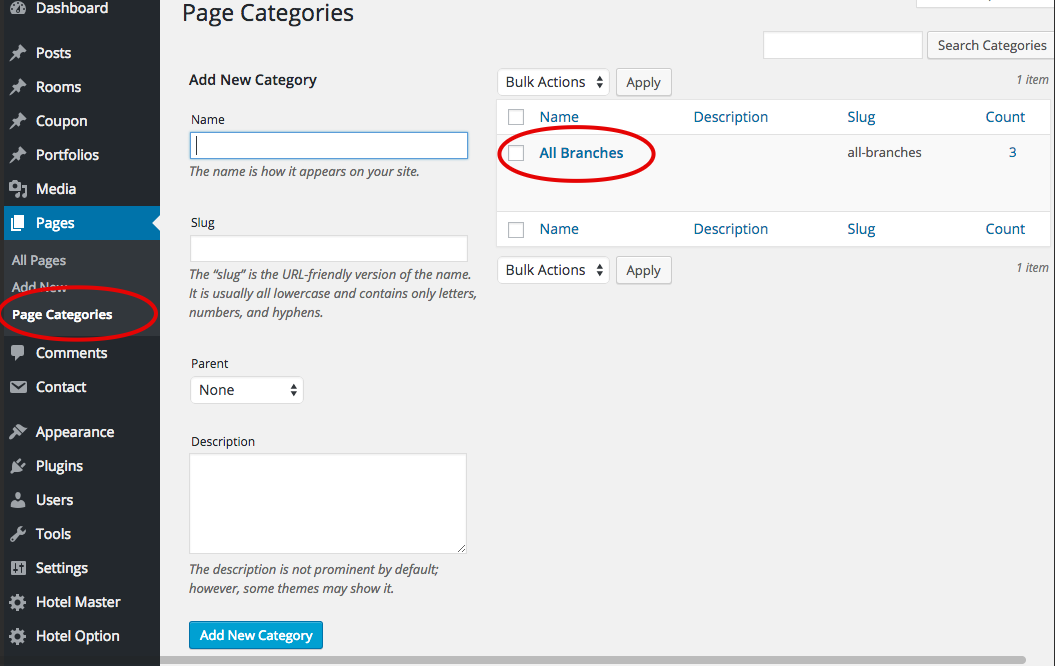 Dashboard
Posts
Rooms
Coupon
Portfolios
Media
Pages
All Pages
Add New
Page Categories
Comments
Contact
Appearance
Plugins
Users
Tools
Settings
Hotel Master
Hotel Option
Page Categories
Search Categories
Add New Category
Name
The name is how it appears on your site.
Slug
The “slug” is the URL-friendly version of the name.
It is usually all lowercase and contains only letters,
numbers, and hyphens.
Parent
None
Description
The description is not prominent by default;
however, some themes may show it.
Add New Category
Bulk Actions Apply
1 item
Name Description Slug Count
All Branches all-branches 3
Name Description Slug Count
Bulk Actions Apply
1 item